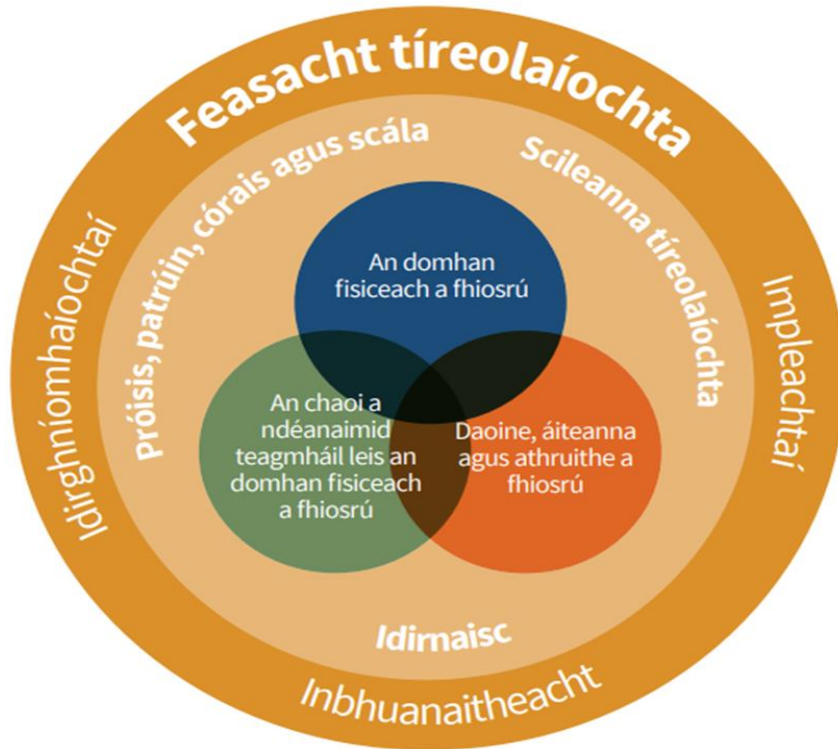 Feasacht tíreolaíochta
Próisis, patrúin, córais agus scála
Scileanna tíreolaíochta
Idirghníomhaíochtaí
Impleachtaí
An domhan
fisiceach a fhiosrú
An chaoi a
ndéanaimid
teagmháil leis an
domhan fisiceach
a fhiosrú
Daoine, áiteanna
agus athruithe a
fhiosrú
Idirnaisc
Inbhuanaitheacht